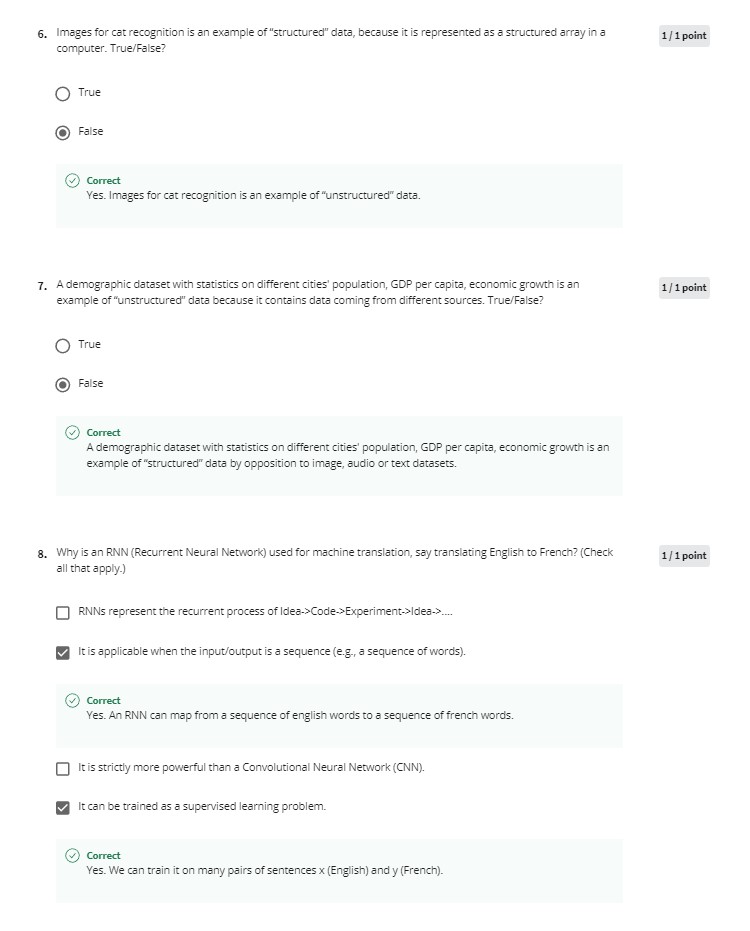 6. Images for cat recognition is an example of “structured” data, because it is represented as a structured array in a
1 / 1 point
computer. True/False?
True
False
Correct
Yes. Images for cat recognition is an example of “unstructured” data.
7. A demographic dataset with statistics on different cities' population, GDP per capita, economic growth is an
1 / 1 point
example of “unstructured” data because it contains data coming from different sources. True/False?
True
False
Correct
A demographic dataset with statistics on different cities' population, GDP per capita, economic growth is an
example of “structured” data by opposition to image, audio or text datasets.
8. Why is an RNN (Recurrent Neural Network) used for machine translation, say translating English to French? (Check
1 / 1 point
all that apply.)
RNNs represent the recurrent process of Idea->Code->Experiment->Idea->....
It is applicable when the input/output is a sequence (e.g., a sequence of words).
Correct
Yes. An RNN can map from a sequence of english words to a sequence of french words.
It is strictly more powerful than a Convolutional Neural Network (CNN).
It can be trained as a supervised learning problem.
Correct
Yes. We can train it on many pairs of sentences x (English) and y (French).